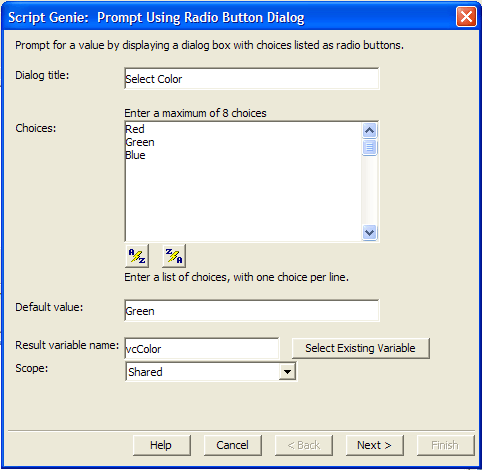 Script Genie:  Prompt Using Radio Button Dialog
Prompt for a value by displaying a dialog box with choices listed as radio buttons.
Dialog title: Select Color
Enter a maximum of 8 choices
Choices: Red
Green
Blue
A Z Z A
Enter a list of choices, with one choice per line.
Default value: Green
Result variable name: vcColor Select Existing Variable
Scope: Shared
Help Cancel < Back Next > Finish